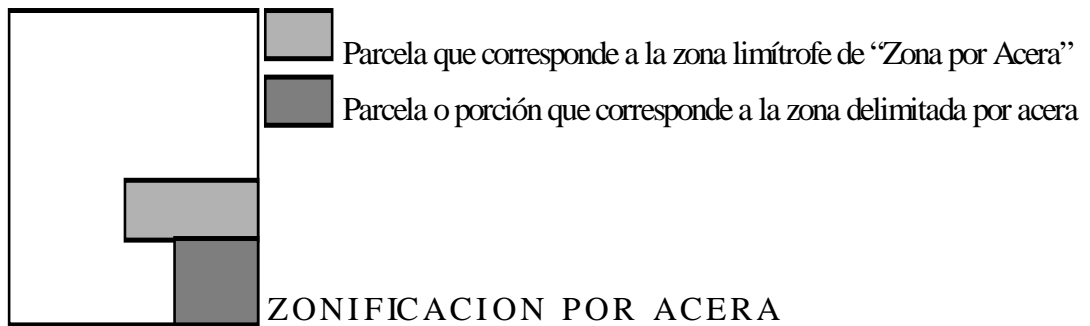 Parcela que corresponde a la zona limítrofe de “Zona por Acera”
Parcela o porción que corresponde a la zona delimitada por acera
ZONIFICACION POR ACERA